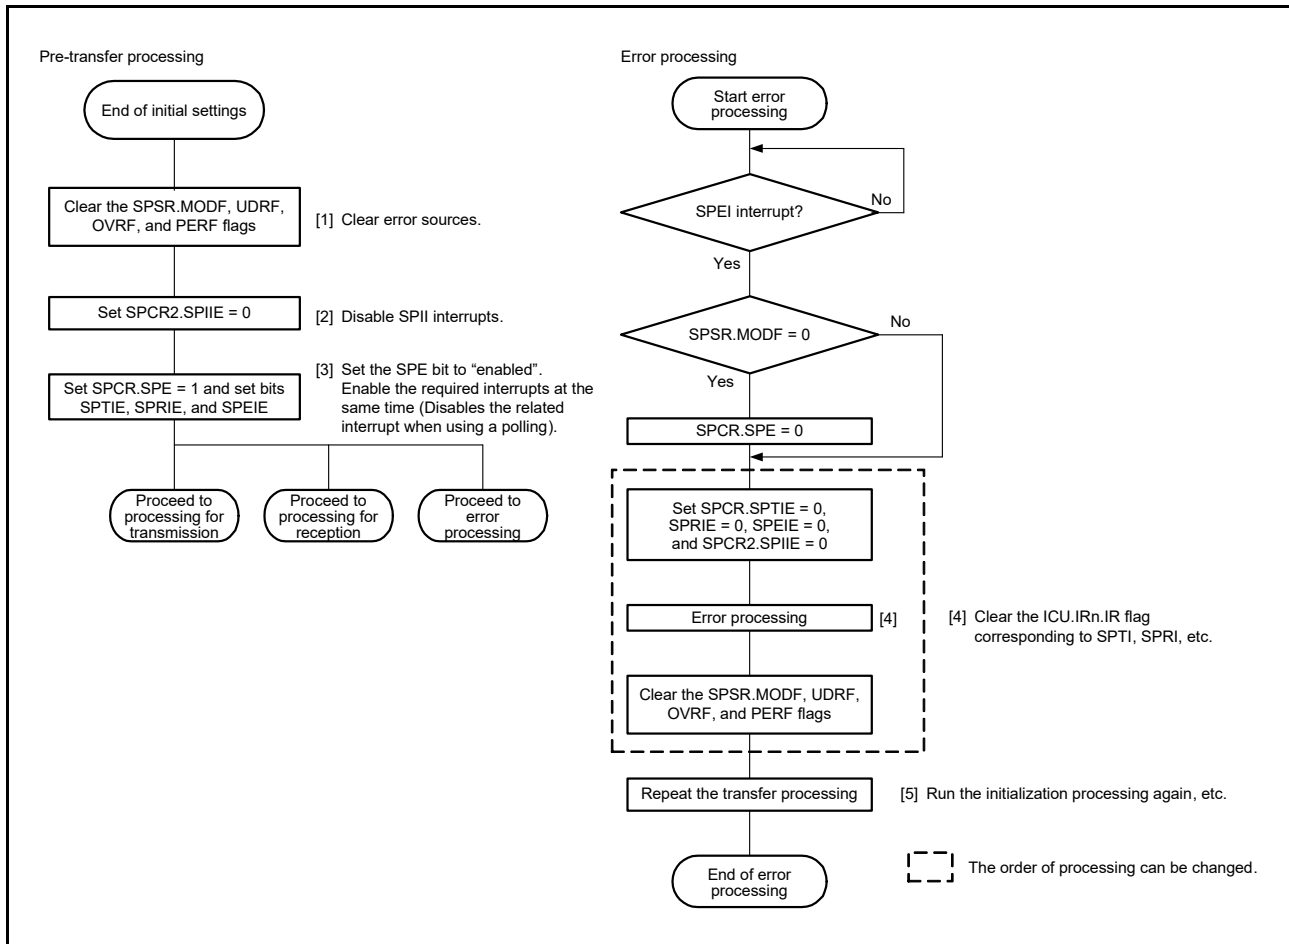 Pre-transfer processing
End of initial settings
Clear the SPSR.MODF, UDRF,
OVRF, and PERF flags
[1] Clear error sources.
Set SPCR2.SPIIE = 0
[2] Disable SPII interrupts.
Set SPCR.SPE = 1 and set bits
SPTIE, SPRIE, and SPEIE
[3] Set the SPE bit to “enabled”.
Enable the required interrupts at the
same time (Disables the related
interrupt when using a polling).
Proceed to
processing for
transmission
Proceed to
processing for
reception
Proceed to
error
processing
Error processing
Start error
processing
SPEI interrupt?
No
Yes
SPSR.MODF = 0
No
Yes
SPCR.SPE = 0
Set SPCR.SPTIE = 0,
SPRIE = 0, SPEIE = 0,
and SPCR2.SPIIE = 0
Error processing
[4]
[4] Clear the ICU.IRn.IR flag
corresponding to SPTI, SPRI, etc.
Clear the SPSR.MODF, UDRF,
OVRF, and PERF flags
Repeat the transfer processing
[5] Run the initialization processing again, etc.
End of error
processing
The order of processing can be changed.